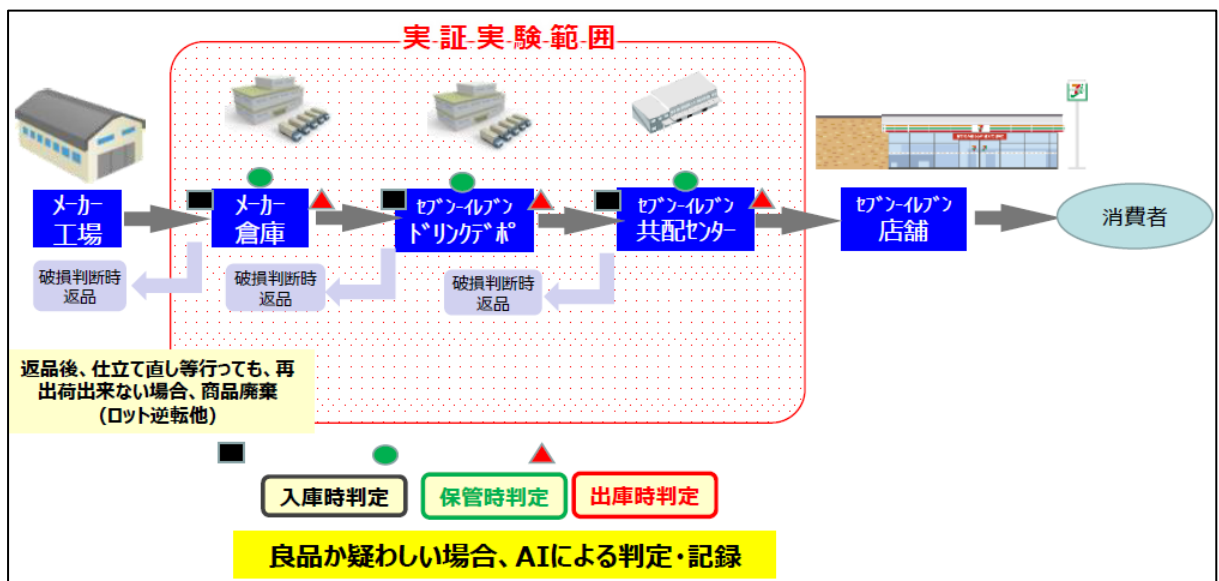 実証実験範囲
メーカー
工場
メーカー
倉庫
セブン-イレブン
ドリンクデポ
セブン-イレブン
共配センター
セブン-イレブン
店舗
消費者
破損判断時
返品
破損判断時
返品
破損判断時
返品
返品後、仕立て直し等行っても、再
出荷出来ない場合、商品廃棄
(ロット逆転他)
入庫時判定
保管時判定
出庫時判定
良品か疑わしい場合、AIによる判定・記録